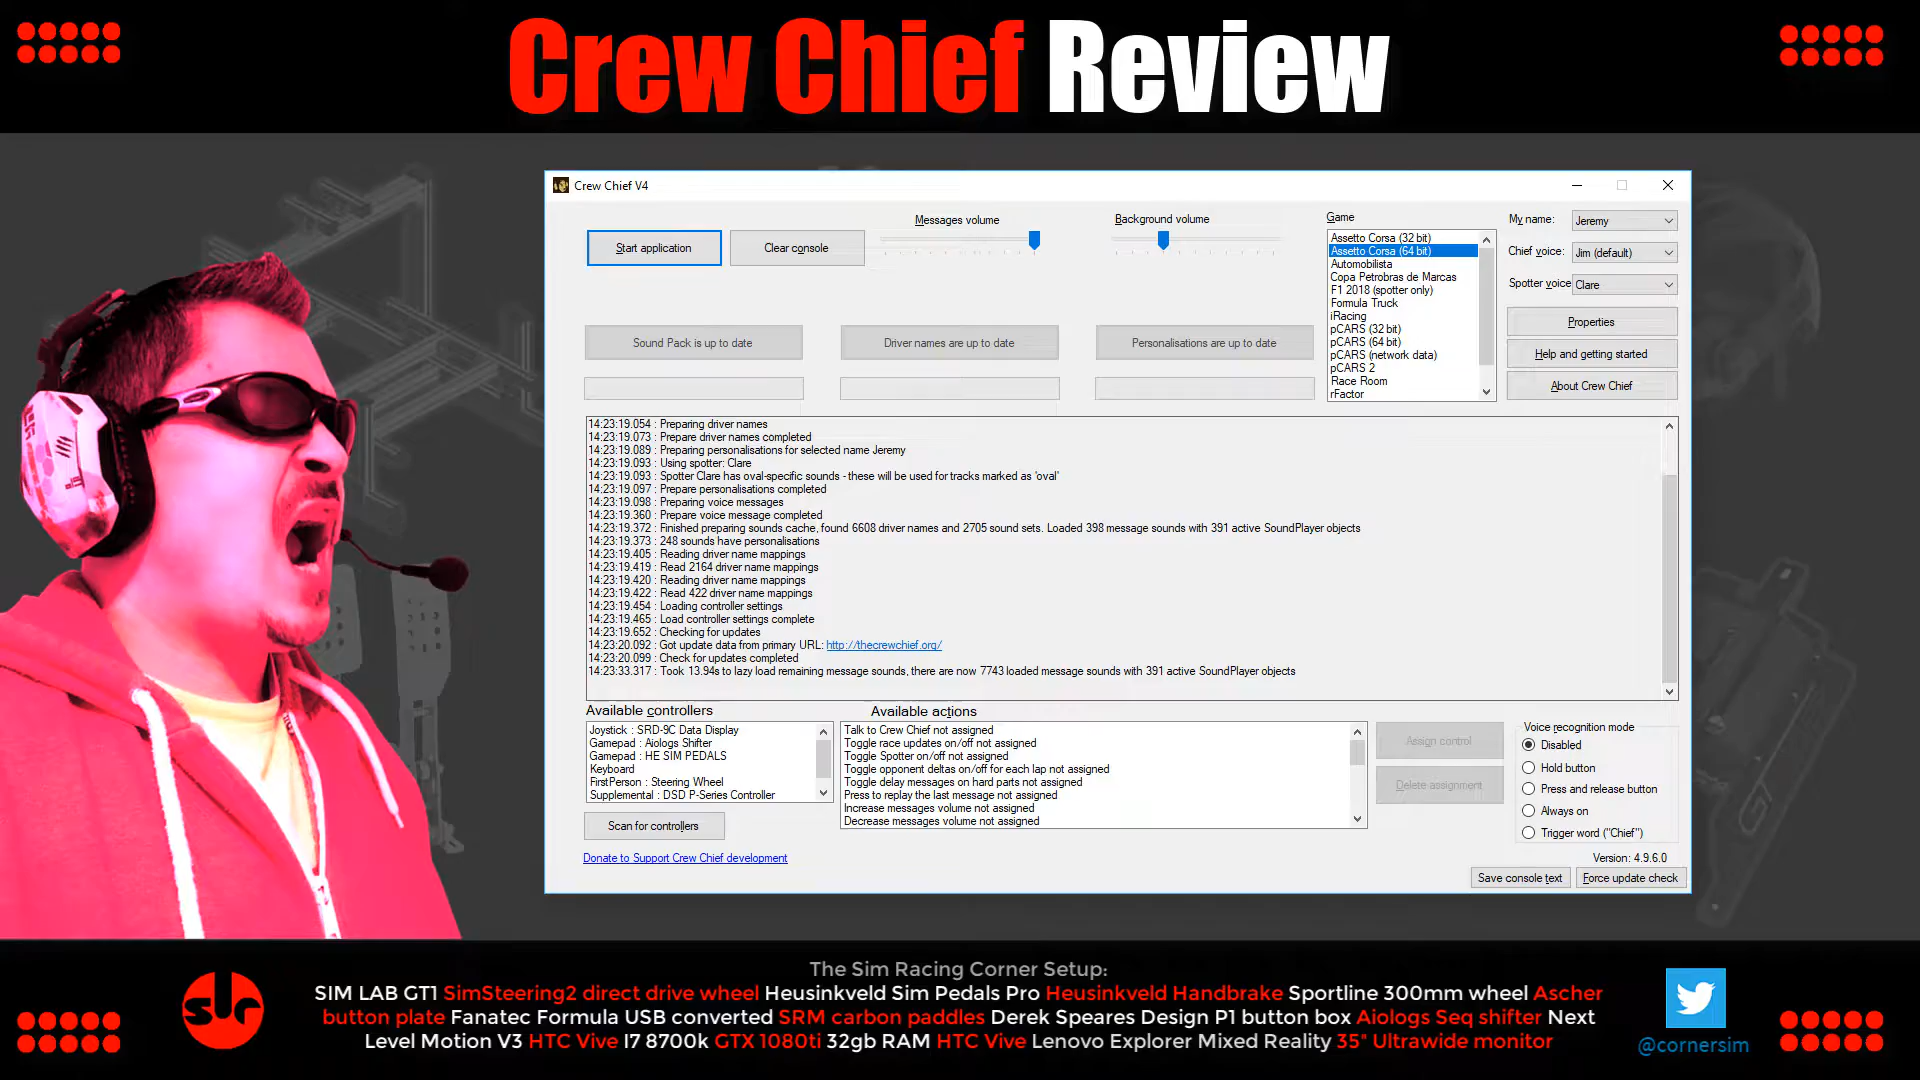 Crew Chief Review
Crew Chief V4
Start application
Clear console
Messages volume
Background volume
Game
Assetto Corsa (32 bit)
Assetto Corsa (64 bit)
Automobilista
Copa Petrobras de Marcas
F1 2018 (spotter only)
Formula Truck
iRacing
pCARS (32 bit)
pCARS (64 bit)
pCARS (network data)
pCARS 2
Race Room
rFactor
My name: Jeremy
Chief voice: Jim (default)
Spotter voice Clare
Properties
Help and getting started
About Crew Chief
Sound Pack is up to date
Driver names are up to date
Personalisations are up to date
14:23:19.054 : Preparing driver names
14:23:19.073 : Prepare driver names completed
14:23:19.089 : Preparing personalisations for selected name Jeremy
14:23:19.093 : Using spotter: Clare
14:23:19.093 : Spotter Clare has oval-specific sounds - these will be used for tracks marked as 'oval'
14:23:19.097 : Prepare personalisations completed
14:23:19.098 : Preparing voice messages
14:23:19.360 : Prepare voice message completed
14:23:19.372 : Finished preparing sounds cache, found 6608 driver names and 2705 sound sets. Loaded 398 message sounds with 391 active SoundPlayer objects
14:23:19.373 : 248 sounds have personalisations
14:23:19.405 : Reading driver name mappings
14:23:19.419 : Read 2164 driver name mappings
14:23:19.420 : Reading driver name mappings
14:23:19.422 : Read 422 driver name mappings
14:23:19.454 : Loading controller settings
14:23:19.465 : Load controller settings complete
14:23:19.652 : Checking for updates
14:23:20.092 : Got update data from primary URL: http://thecrewchief.org/
14:23:20.099 : Check for updates completed
14:23:33.317 : Took 13.94s to lazy load remaining message sounds, there are now 7743 loaded message sounds with 391 active SoundPlayer objects
Available controllers
Joystick : SRD-9C Data Display
Gamepad : Aiologs Shifter
Gamepad : HE SIM PEDALS
Keyboard
FirstPerson : Steering Wheel
Supplemental : DSD P-Series Controller
Scan for controllers
Donate to Support Crew Chief development
Available actions
Talk to Crew Chief not assigned
Toggle race updates on/off not assigned
Toggle Spotter on/off not assigned
Toggle opponent deltas on/off for each lap not assigned
Toggle delay messages on hard parts not assigned
Press to replay the last message not assigned
Increase messages volume not assigned
Decrease messages volume not assigned
Assign control
Delete assignment
Voice recognition mode
Disabled
Hold button
Press and release button
Always on
Trigger word ("Chief")
Version: 4.9.6.0
Save console text
Force update check
The Sim Racing Corner Setup:
SIM LAB GT1 SimSteering2 direct drive wheel Heusinkveld Sim Pedals Pro Heusinkveld Handbrake Sportline 300mm wheel Ascher
button plate Fanatec Formula USB converted SRM carbon paddles Derek Speares Design P1 button box Aiologs Seq shifter Next
Level Motion V3 HTC Vive I7 8700k GTX 1080ti 32gb RAM HTC Vive Lenovo Explorer Mixed Reality 35" Ultrawide monitor
@cornersim